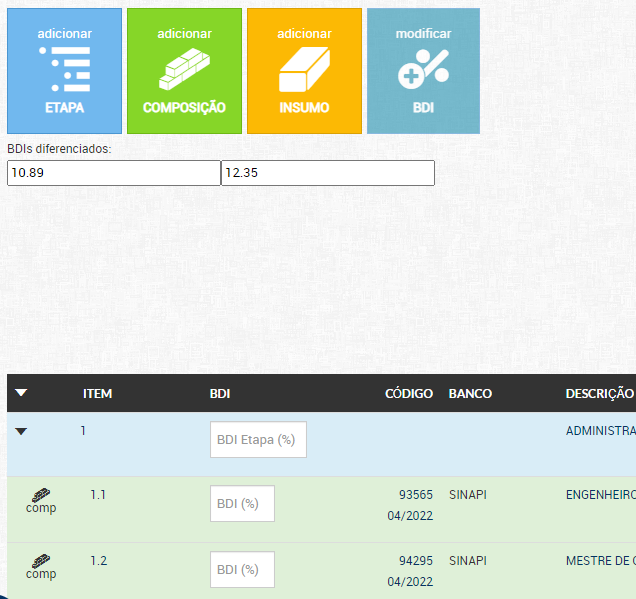 adicionar
ETAPA
adicionar
COMPOSIÇÃO
adicionar
INSUMO
modificar
BDI
BDIs diferenciados:
10.89 12.35
ITEM BDI CÓDIGO BANCO DESCRIÇÃO
1 BDI Etapa (%) ADMINISTRA
comp 1.1 BDI (%) 93565 SINAPI ENGENHEIRO
04/2022
comp 1.2 BDI (%) 94295 SINAPI MESTRE DE
04/2022